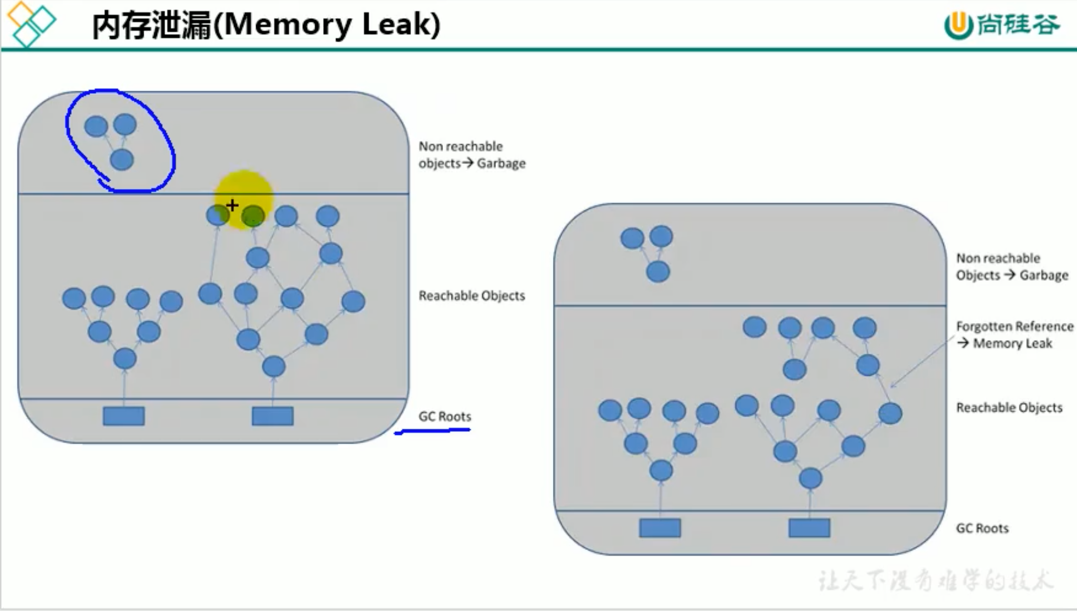 内存泄漏(Memory Leak)
尚硅谷
Non reachable
objects→ Garbage
Reachable Objects
GC Roots
Non reachable
Objects → Garbage
Forgotten Reference
→ Memory Leak
Reachable Objects
GC Roots
让天下没有难学的技术